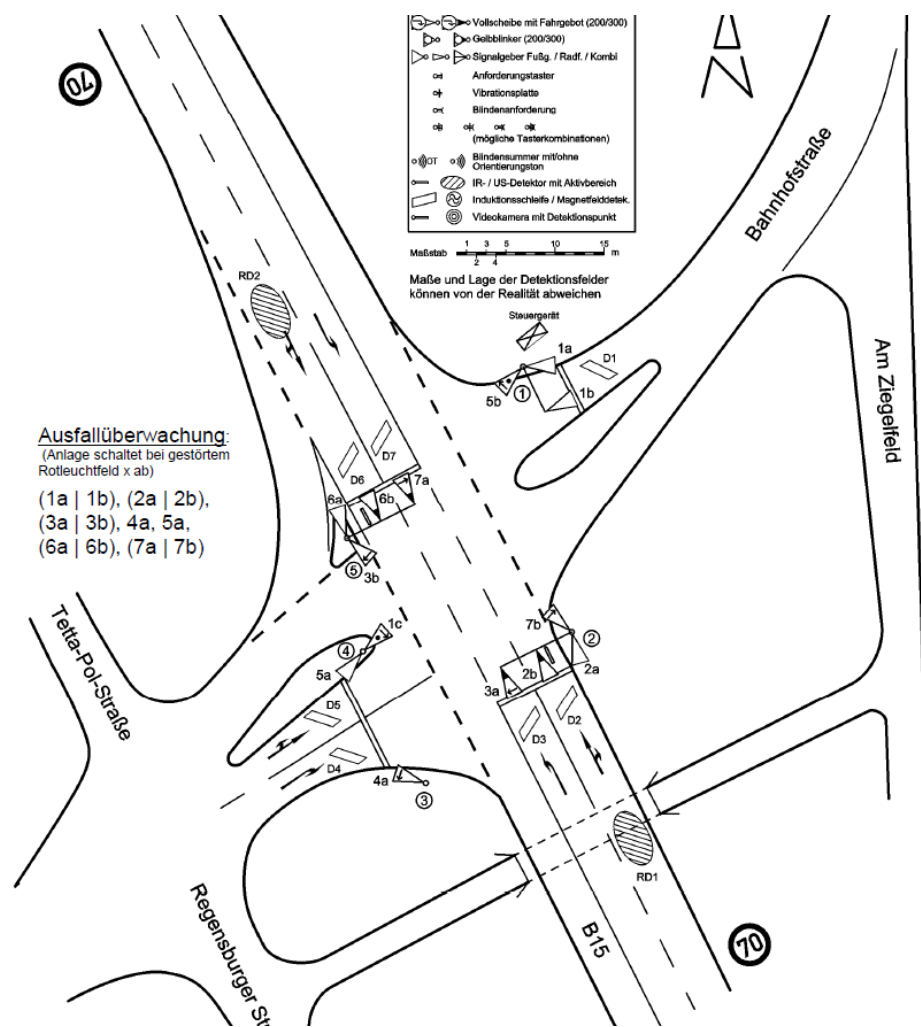 Vollscheibe mit Fahrgebot (200/300)
Gelbblinker (200/300)
Signalgeber Fußg. / Radf. / Kombi
Anforderungstaster
Vibrationsplatte
Blindenanforderung
(mögliche Tasterkombinationen)
OT
Blindensummer mit/ohne
Orientierungston
IR- / US-Detektor mit Aktivbereich
Induktionsschleife / Magnetfelddetek.
Videokamera mit Detektionspunkt
Maßstab
1 3 5 10 15 m
2 4
Maße und Lage der Detektionsfelder
können von der Realität abweichen
Steuergerät
70
N
Bahnhofstraße
Am Ziegelfeld
RD2
1a
D1
1b
5b
1
Ausfallüberwachung:
(Anlage schaltet bei gestörtem
Rotleuchtfeld x ab)
(1a | 1b), (2a | 2b),
(3a | 3b), 4a, 5a,
(6a | 6b), (7a | 7b)
D7
D6
7a
6a
6b
5
3b
Tetta-Pol-Straße
1c
4
5a
7b
2
2a
2b
3a
D5
D4
D3
D2
4a
3
RD1
Regensburger St
B15
70